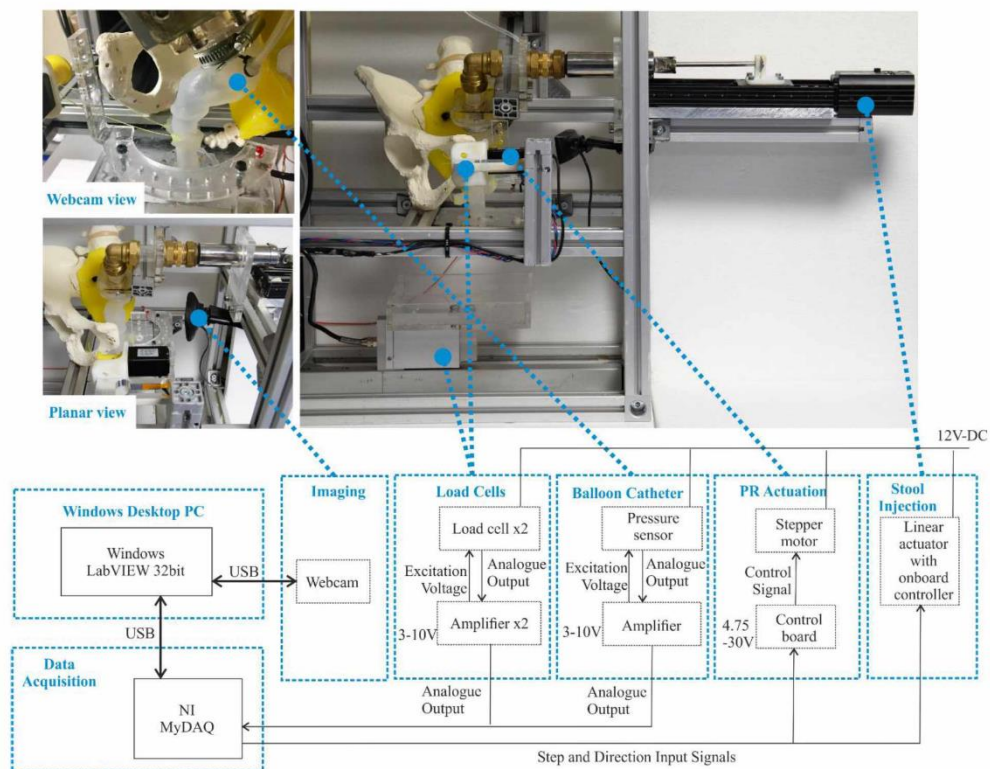 Webcam view
Planar view
12V-DC
Imaging
Load Cells
Balloon Catheter
PR Actuation
Stool
Injection
Windows Desktop PC
Windows
LabVIEW 32bit
USB
Webcam
Load cell x2
Excitation
Voltage
Analogue
Output
3-10V
Amplifier x2
Pressure
sensor
Excitation
Voltage
Analogue
Output
3-10V
Amplifier
Stepper
motor
Control
Signal
4.75
-30V
Control
board
Linear
actuator
with
onboard
controller
USB
Data
Acquisition
NI
MyDAQ
Analogue
Output
Analogue
Output
Step and Direction Input Signals